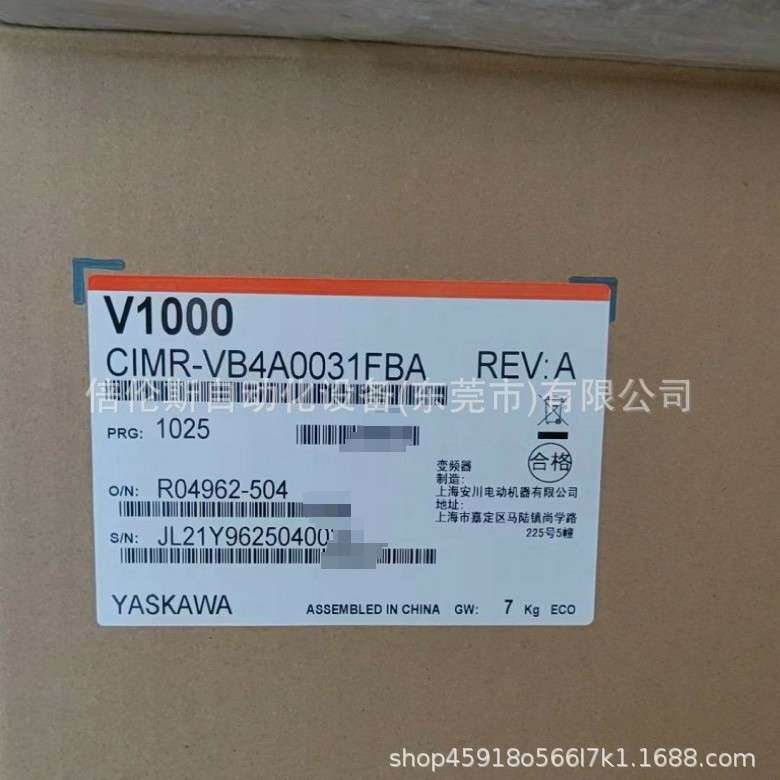 V1000
CIMR-VB4A0031FBA REV: A
倍伦斯自动化设备(东莞市)有限公司
PRG: 1025
合格
变频器
制造:
上海安川电动机器有限公司
地址:
上海市嘉定区马陆镇尚学路
225号5幢
O/N: R04962-504
S/N: JL21Y9625040
YASKAWA ASSEMBLED IN CHINA GW: 7 Kg ECO
shop45918o566l7k1.1688.com